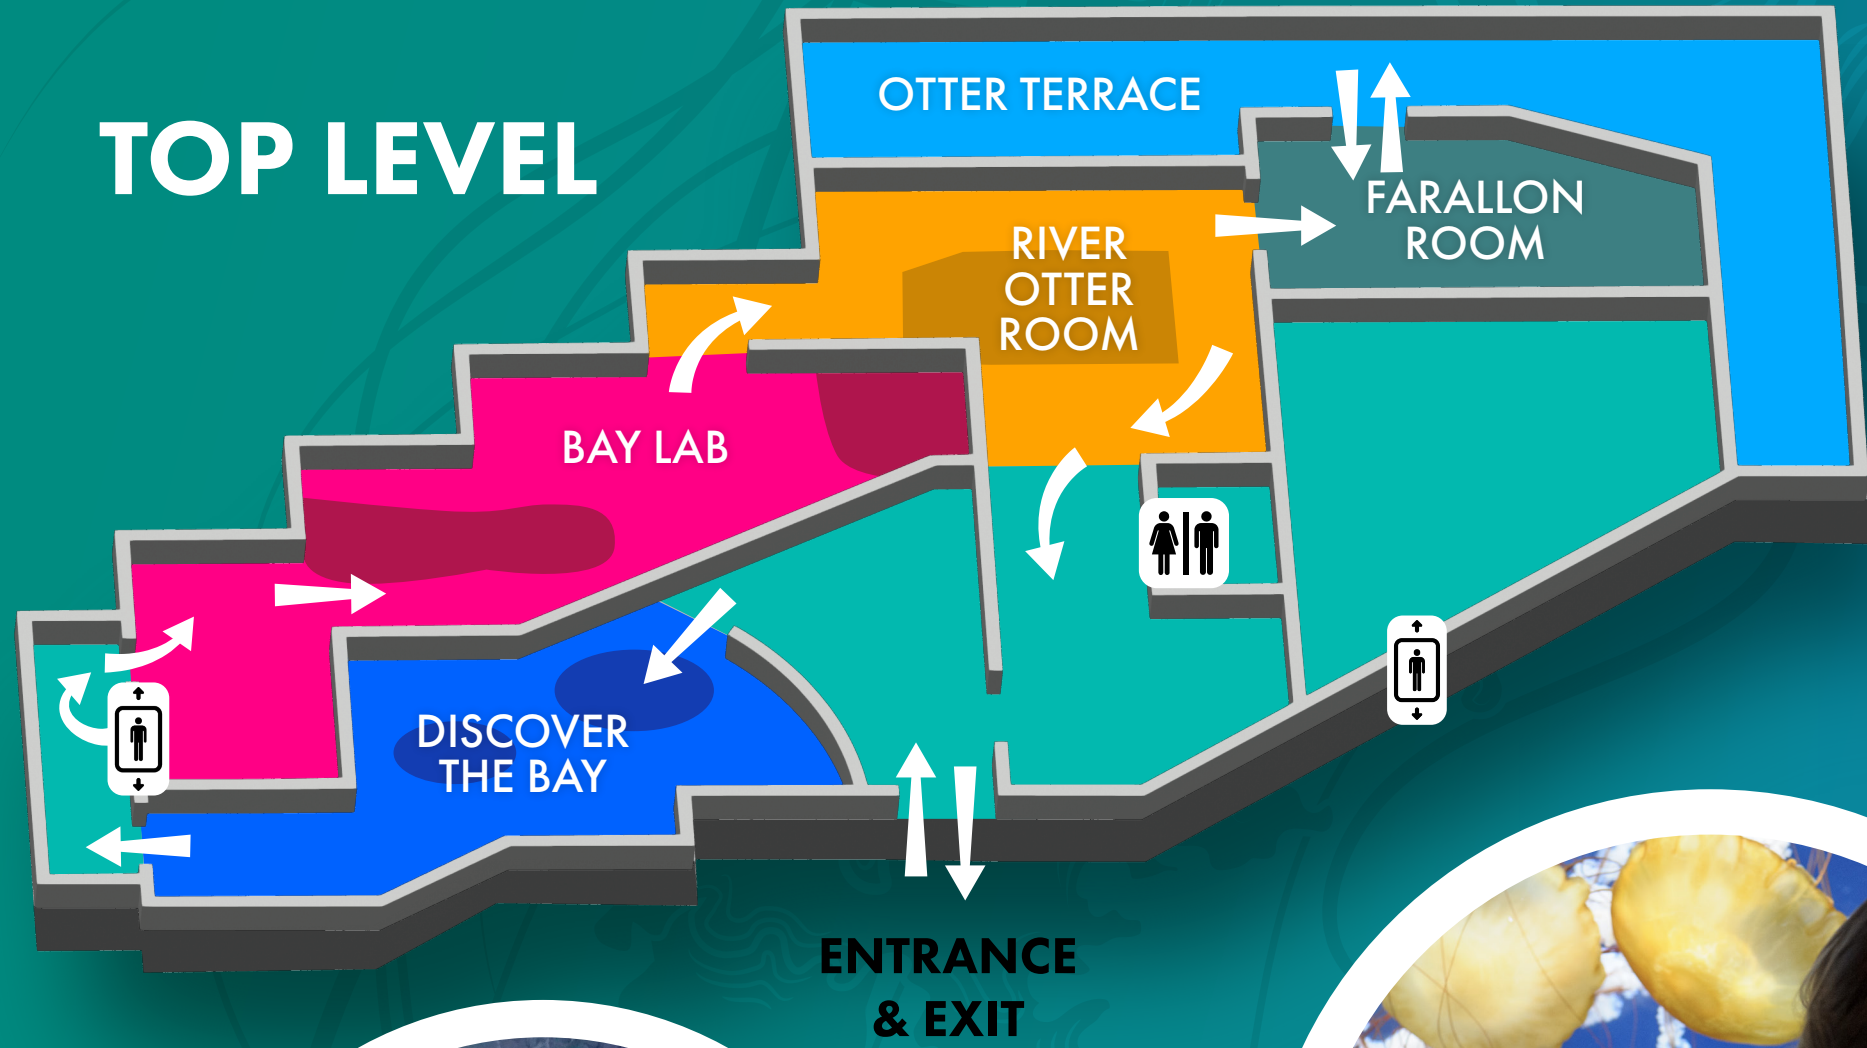 TOP LEVEL
OTTER TERRACE
FARALLON
ROOM
RIVER
OTTER
ROOM
BAY LAB
DISCOVER
THE BAY
ENTRANCE
& EXIT